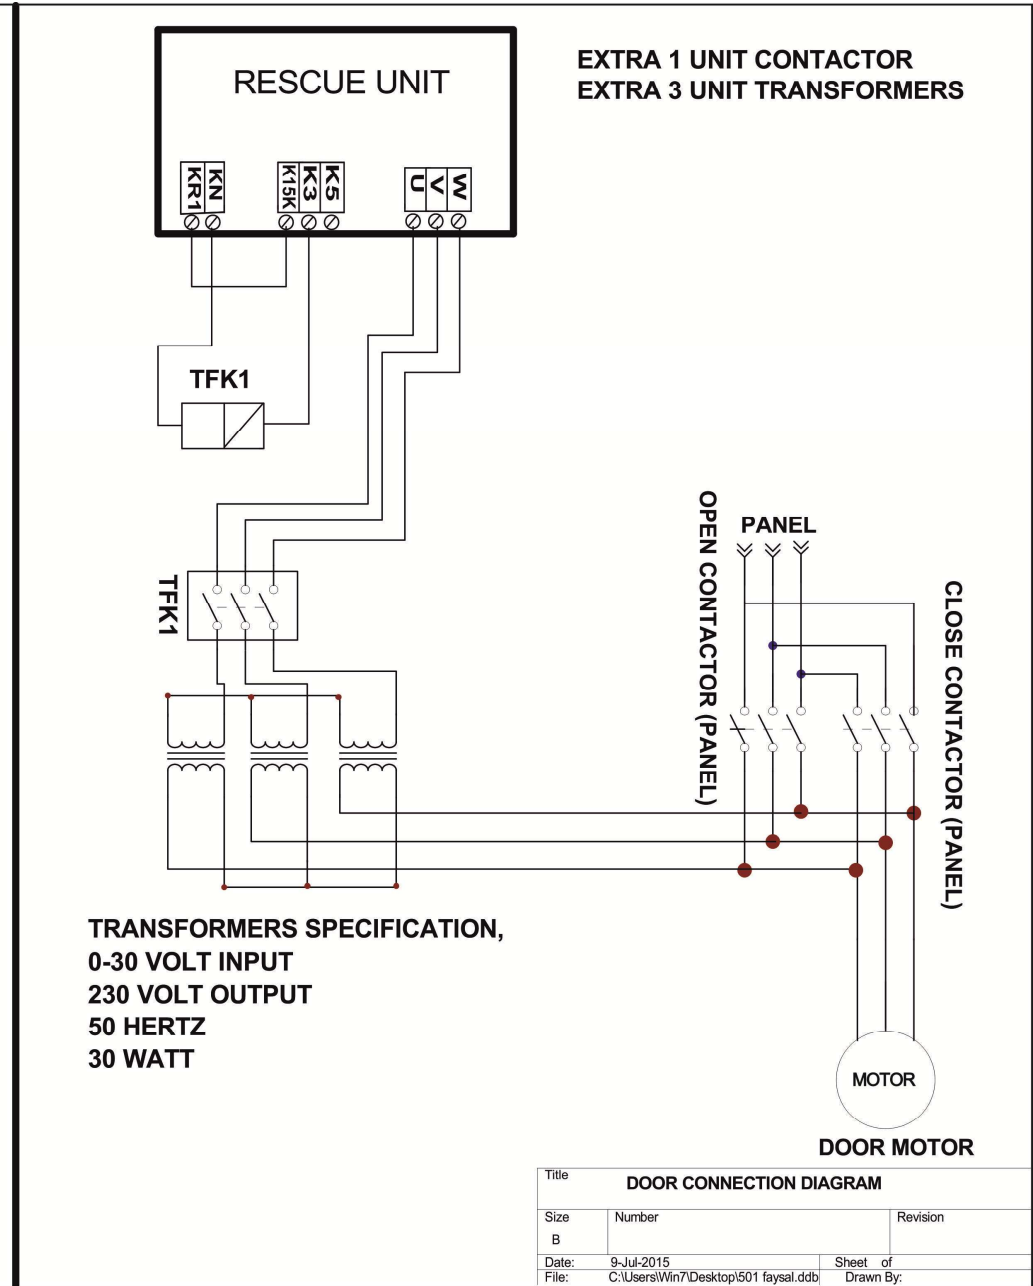 RESCUE UNIT
EXTRA 1 UNIT CONTACTOR
EXTRA 3 UNIT TRANSFORMERS
KR1
KN
K15K
K3
K5
U
V
W
TFK1
TFK1
OPEN CONTACTOR (PANEL)
PANEL
CLOSE CONTACTOR (PANEL)
TRANSFORMERS SPECIFICATION,
0-30 VOLT INPUT
230 VOLT OUTPUT
50 HERTZ
30 WATT
MOTOR
DOOR MOTOR
Title
DOOR CONNECTION DIAGRAM
Size
Number
Revision
B
Date:
9-Jul-2015
Sheet of
File:
C:\Users\Win7\Desktop\501 faysal.ddb
Drawn By: